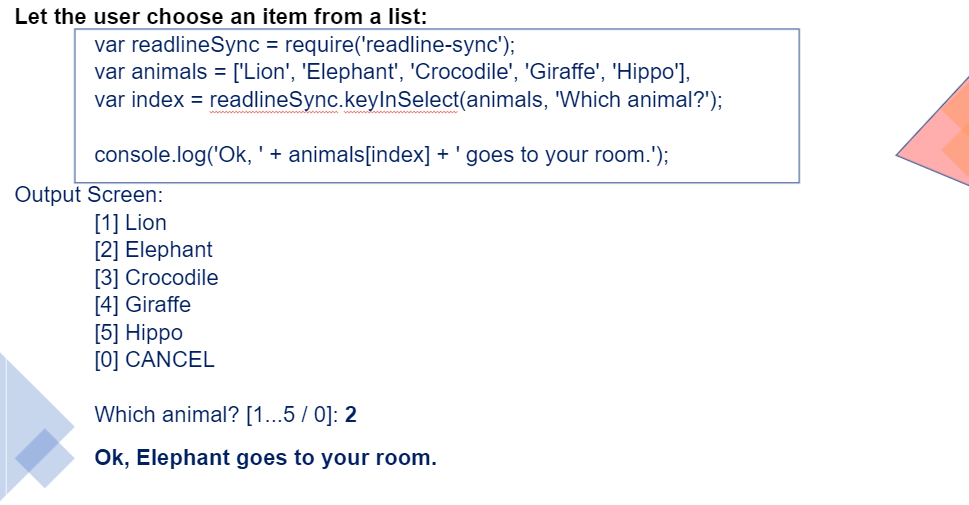 Let the user choose an item from a list:
var readlineSync = require('readline-sync');
var animals = ['Lion', 'Elephant', 'Crocodile', 'Giraffe', 'Hippo'],
var index = readlineSync.keyInSelect(animals, 'Which animal?');
console.log('Ok, ' + animals[index] + ' goes to your room.');
Output Screen:
[1] Lion
[2] Elephant
[3] Crocodile
[4] Giraffe
[5] Hippo
[0] CANCEL
Which animal? [1...5 / 0]: 2
Ok, Elephant goes to your room.